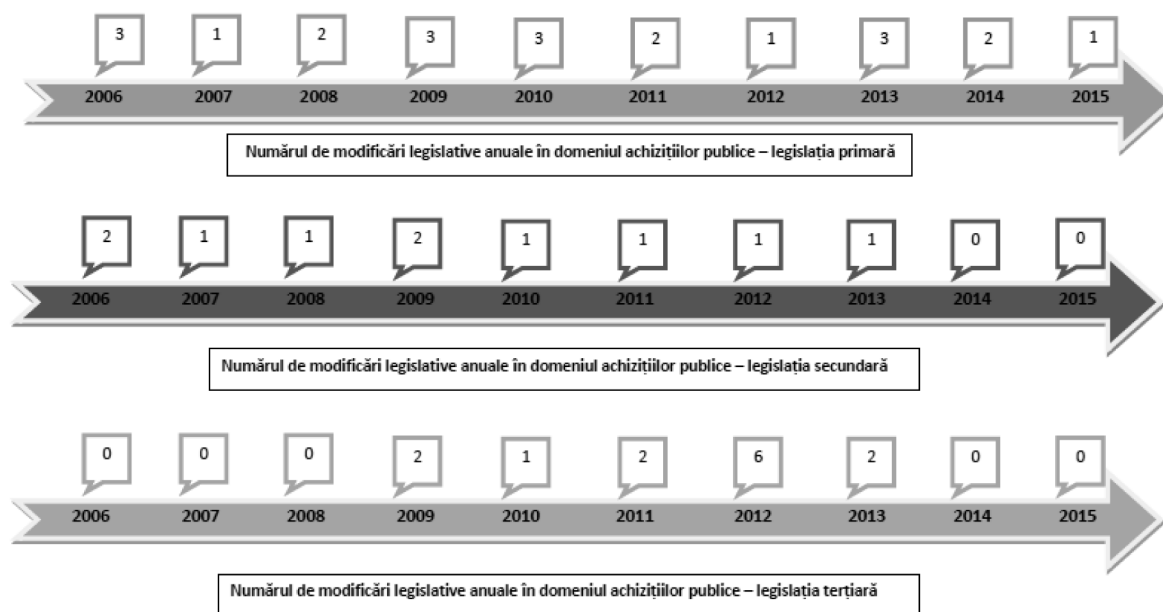 3 1 2 3 3 2 1 3 2 1
2006 2007 2008 2009 2010 2011 2012 2013 2014 2015
Numărul de modificări legislative anuale în domeniul achizițiilor publice – legislația primară
2 1 1 2 1 1 1 1 0 0
2006 2007 2008 2009 2010 2011 2012 2013 2014 2015
Numărul de modificări legislative anuale în domeniul achizițiilor publice – legislația secundară
0 0 0 2 1 2 6 2 0 0
2006 2007 2008 2009 2010 2011 2012 2013 2014 2015
Numărul de modificări legislative anuale în domeniul achizițiilor publice – legislația terțiară